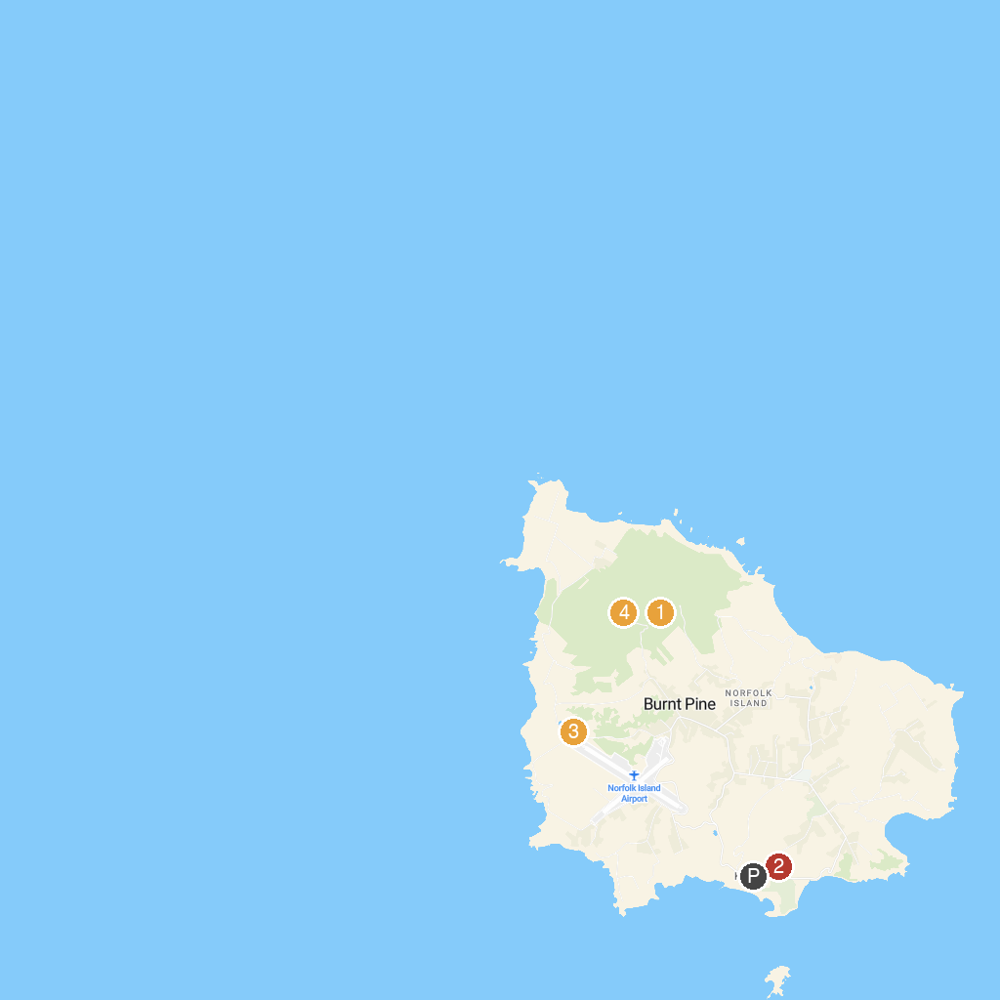 4
1
NORFOLK
ISLAND
Burnt Pine
3
Norfolk Island
Airport
2
P